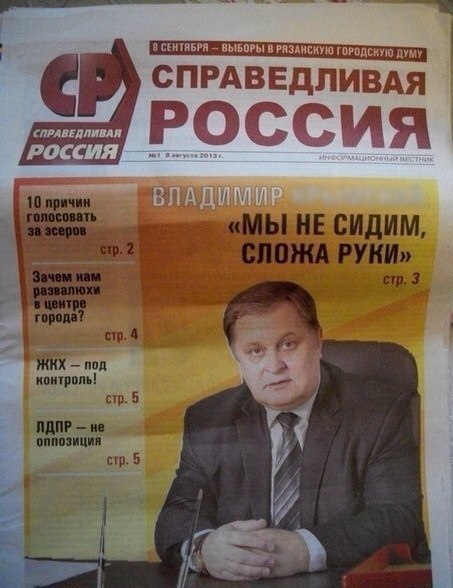 8 СЕНТЯБРЯ – ВЫБОРЫ В РЯЗАНСКУЮ ГОРОДСКУЮ ДУМУ
СР
СПРАВЕДЛИВАЯ
РОССИЯ
СПРАВЕДЛИВАЯ
РОССИЯ
№1 8 августа 2013 г.
ИНФОРМАЦИОННЫЙ ВЕСТНИК
10 причин
голосовать
за эсеров
стр. 2
Зачем нам
развалюхи
в центре
города?
стр. 4
ЖКХ – под
контроль!
стр. 5
ЛДПР – не
оппозиция
стр. 5
ВЛАДИМИР
«МЫ НЕ СИДИМ,
СЛОЖА РУКИ»
стр. 3